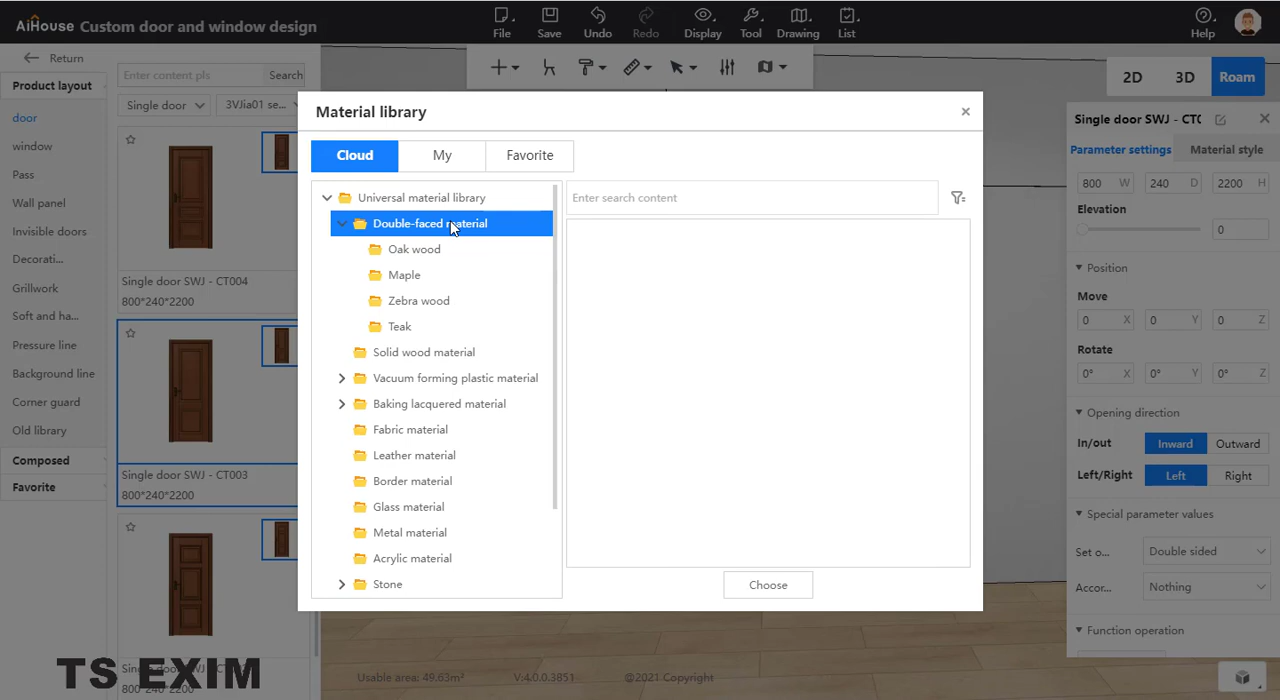 AiHouse Custom door and window design
File
Save
Undo
Redo
Display
Tool
Drawing
List
Help
Return
Enter content pls
Search
Product layout
Single door
3VJia01 se...
2D
3D
Roam
door
window
Pass
Wall panel
Invisible doors
Decorati...
Grillwork
Soft and ha...
Pressure line
Background line
Corner guard
Old library
Composed
Favorite
Single door SWJ - CT004
800*240*2200
Single door SWJ - CT003
800*240*2200
Material library
×
Cloud
My
Favorite
Universal material library
Double-faced material
Oak wood
Maple
Zebra wood
Teak
Solid wood material
Vacuum forming plastic material
Baking lacquered material
Fabric material
Leather material
Border material
Glass material
Metal material
Acrylic material
Stone
Enter search content
Choose
Single door SWJ - CT(
Parameter settings
Material style
800 W
240 D
2200 H
Elevation
0
Position
Move
0 X
0 Y
0 Z
Rotate
0° X
0° Y
0° Z
Opening direction
In/out
Inward
Outward
Left/Right
Left
Right
Special parameter values
Set o...
Double sided
Accor...
Nothing
Function operation
TS EXIM
Usable area: 49.63m²
V:4.0.0.3851
@2021 Copyright